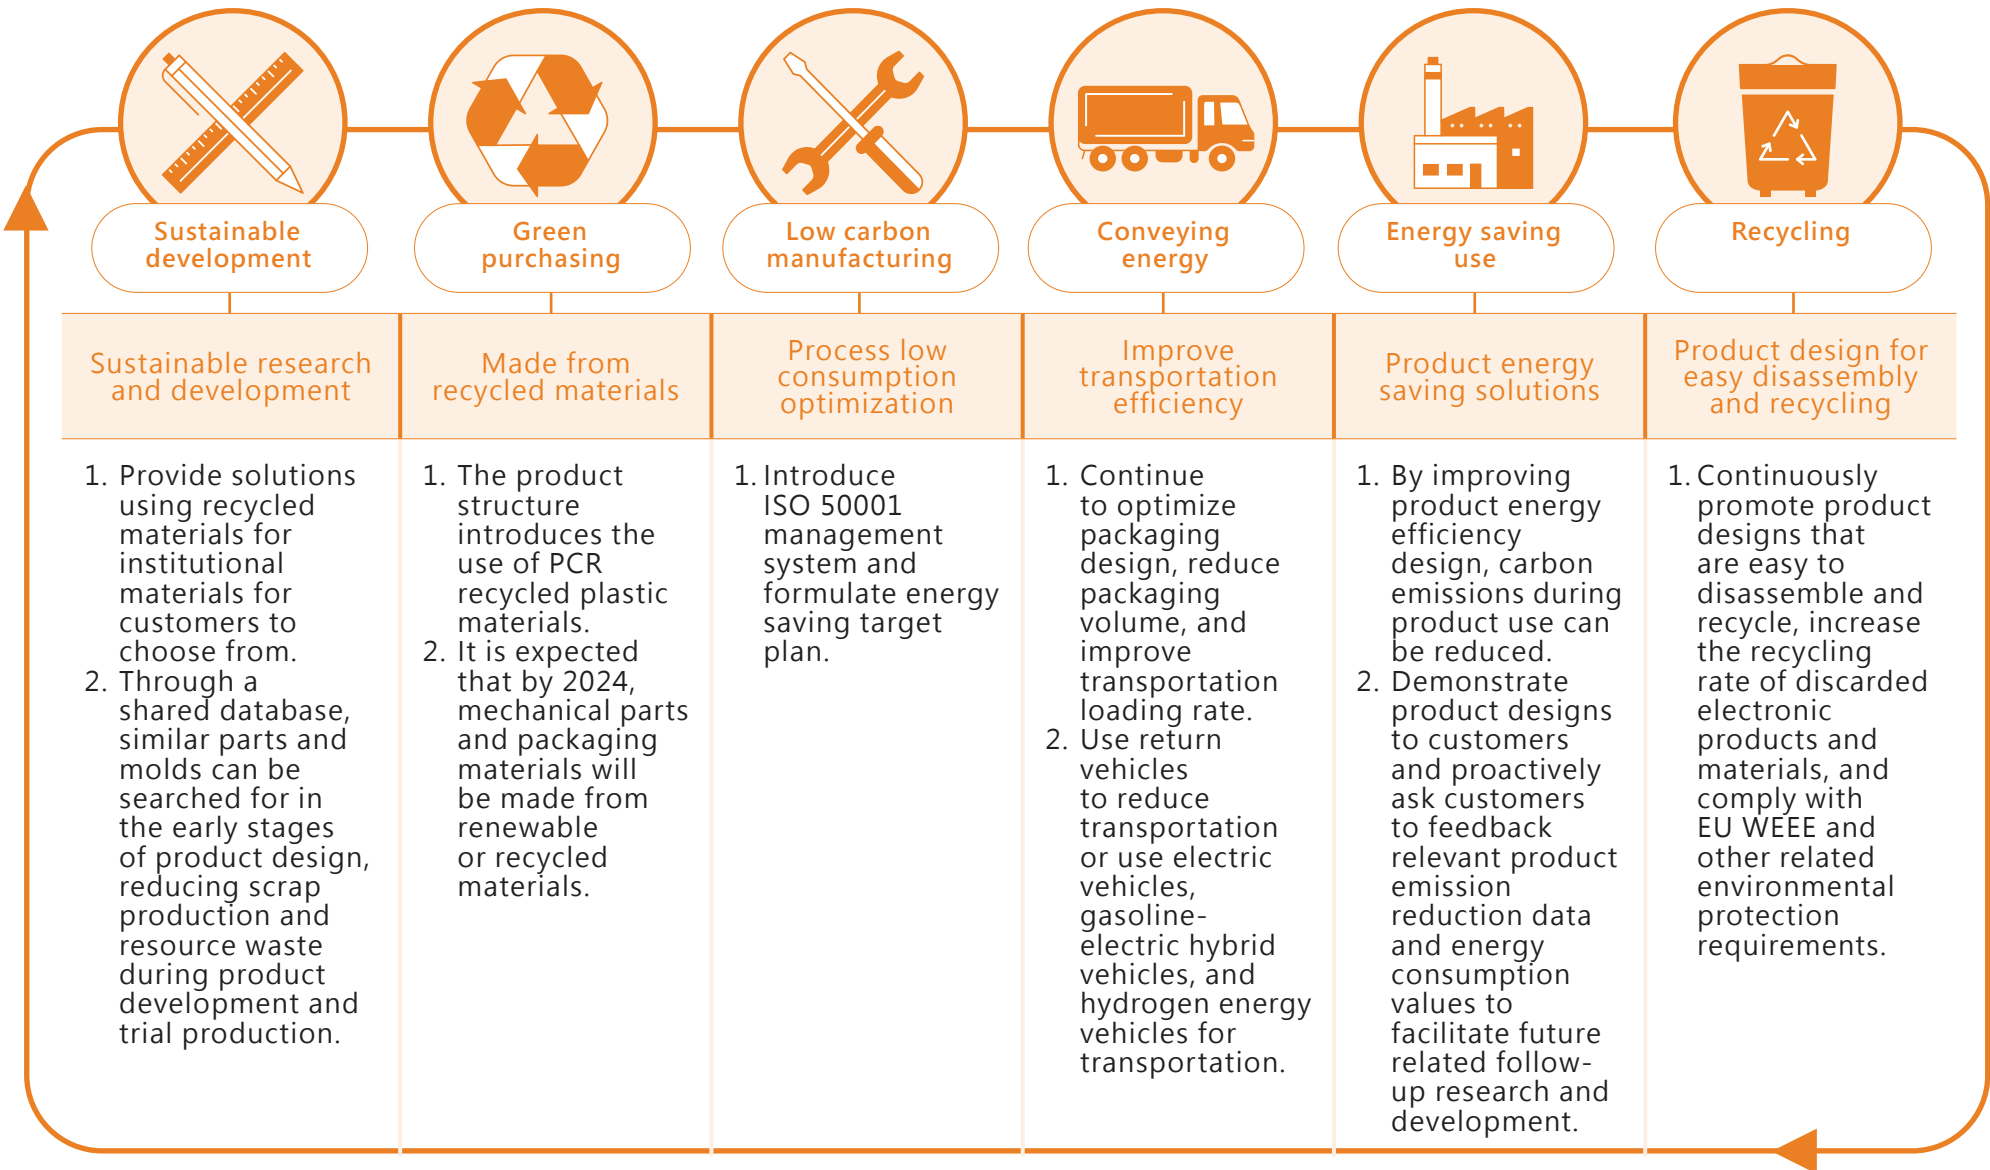 Sustainable
development
Green
purchasing
Low carbon
manufacturing
Conveying
energy
Energy saving
use
Recycling
Sustainable research
and development
Made from
recycled materials
Process low
consumption
optimization
Improve
transportation
efficiency
Product energy
saving solutions
Product design for
easy disassembly
and recycling
1. Provide solutions
using recycled
materials for
institutional
materials for
customers to
choose from.
2. Through a
shared database,
similar parts and
molds can be
searched for in
the early stages
of product design,
reducing scrap
production and
resource waste
during product
development and
trial production.
1. The product
structure
introduces the
use of PCR
recycled plastic
materials.
2. It is expected
that by 2024,
mechanical parts
and packaging
materials will
be made from
renewable
or recycled
materials.
1. Introduce
ISO 50001
management
system and
formulate energy
saving target
plan.
1. Continue
to optimize
packaging
design, reduce
packaging
volume, and
improve
transportation
loading rate.
2. Use return
vehicles
to reduce
transportation
or use electric
vehicles,
gasoline-
electric hybrid
vehicles, and
hydrogen energy
vehicles for
transportation.
1. By improving
product energy
efficiency
design, carbon
emissions during
product use can
be reduced.
2. Demonstrate
product designs
to customers
and proactively
ask customers
to feedback
relevant product
emission
reduction data
and energy
consumption
values to
facilitate future
related follow-
up research and
development.
1. Continuously
promote product
designs that
are easy to
disassemble and
recycle, increase
the recycling
rate of discarded
electronic
products and
materials, and
comply with
EU WEEE and
other related
environmental
protection
requirements.